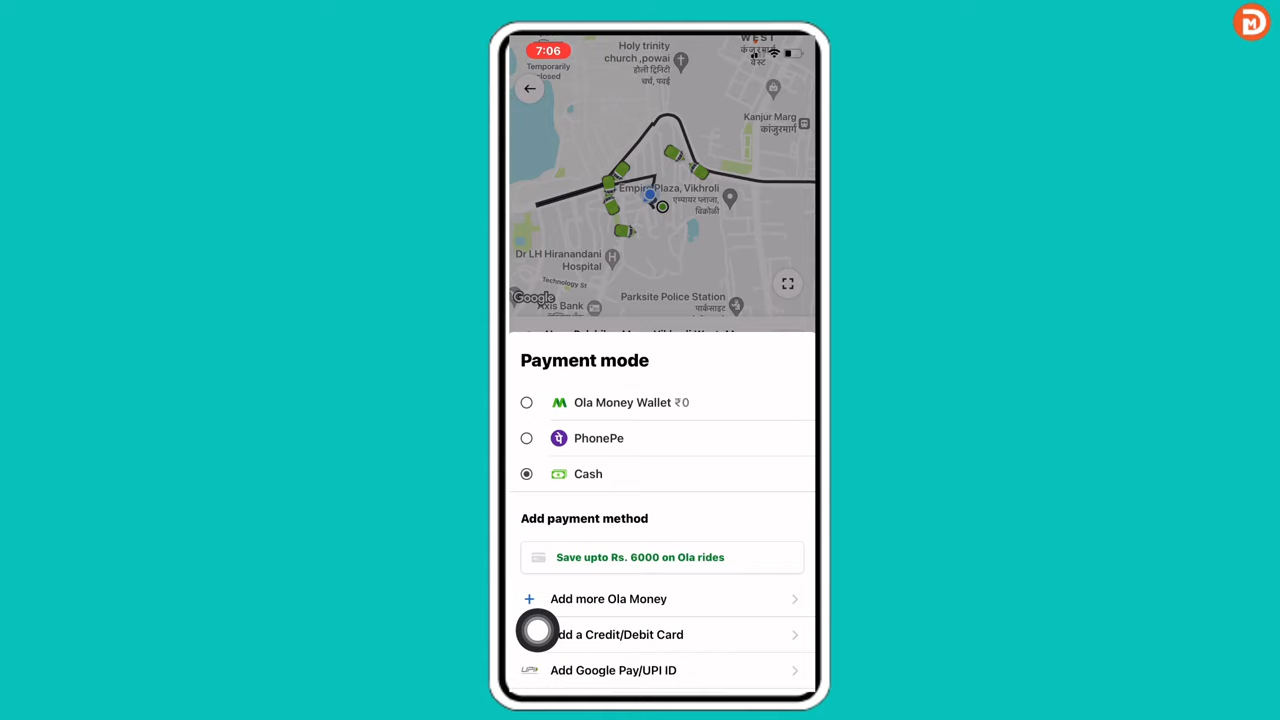 7:06
Temporarily
closed
Holy trinity
church ,powai
होली ट्रिनिटी
चर्च, पवई
WEST
कंजुरमार्ग
वेस्ट
Kanjur Marg
कांजुरमार्ग
Empire Plaza, Vikhroli
एम्पायर प्लाजा,
विक्रोळी
Dr LH Hiranandani
Hospital
Technology St
Google
Axis Bank
Parksite Police Station
पार्कसाइट
Payment mode
Ola Money Wallet ₹0
PhonePe
Cash
Add payment method
Save upto Rs. 6000 on Ola rides
Add more Ola Money
dd a Credit/Debit Card
UPI
Add Google Pay/UPI ID